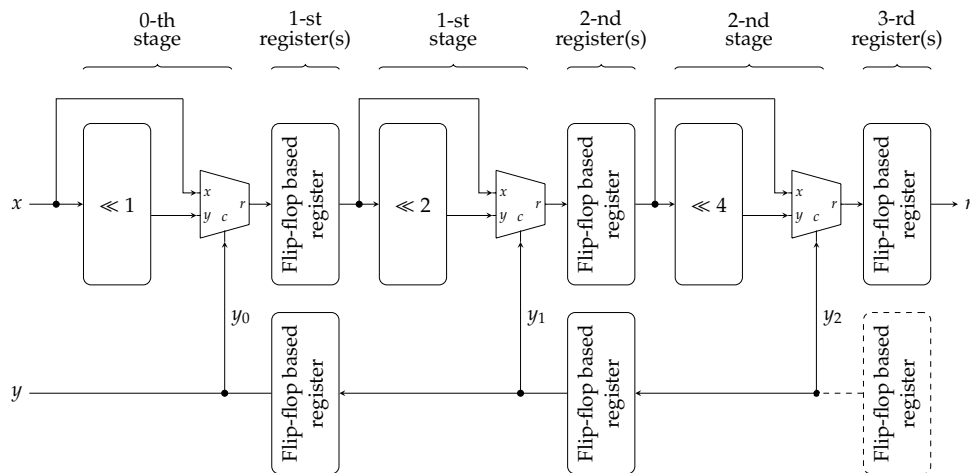 0-th stage
1-st register(s)
1-st stage
2-nd register(s)
2-nd stage
3-rd register(s)
x
≪ 1
x
y
c
r
Flip-flop based register
≪ 2
x
y
c
r
Flip-flop based register
≪ 4
x
y
c
r
Flip-flop based register
r
y₀
y₁
y₂
y
Flip-flop based register
Flip-flop based register
Flip-flop based register